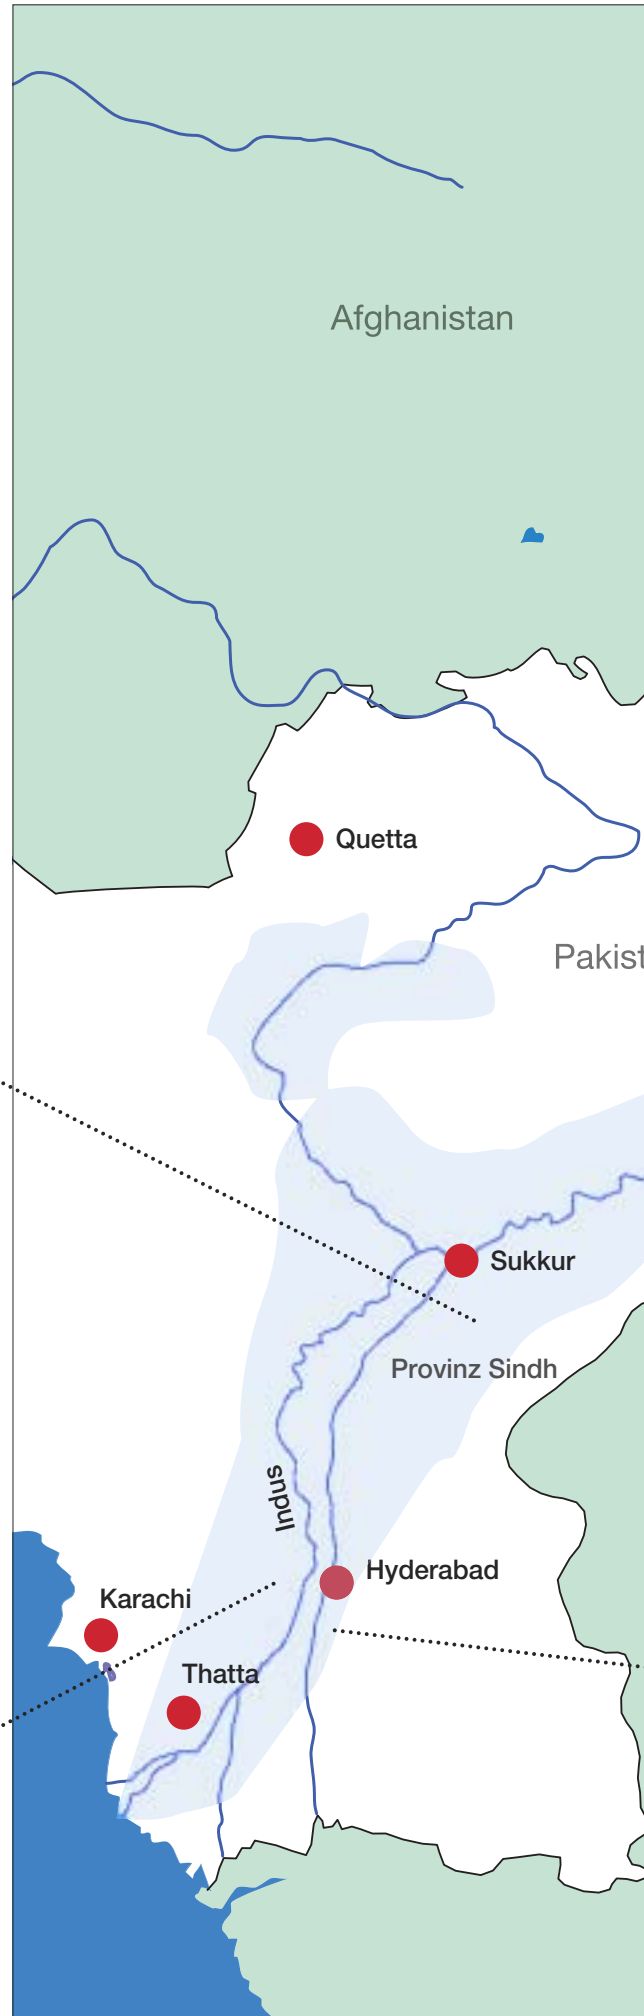 Afghanistan
Quetta
Pakist
Sukkur
Provinz Sindh
Indus
Hyderabad
Karachi
Thatta